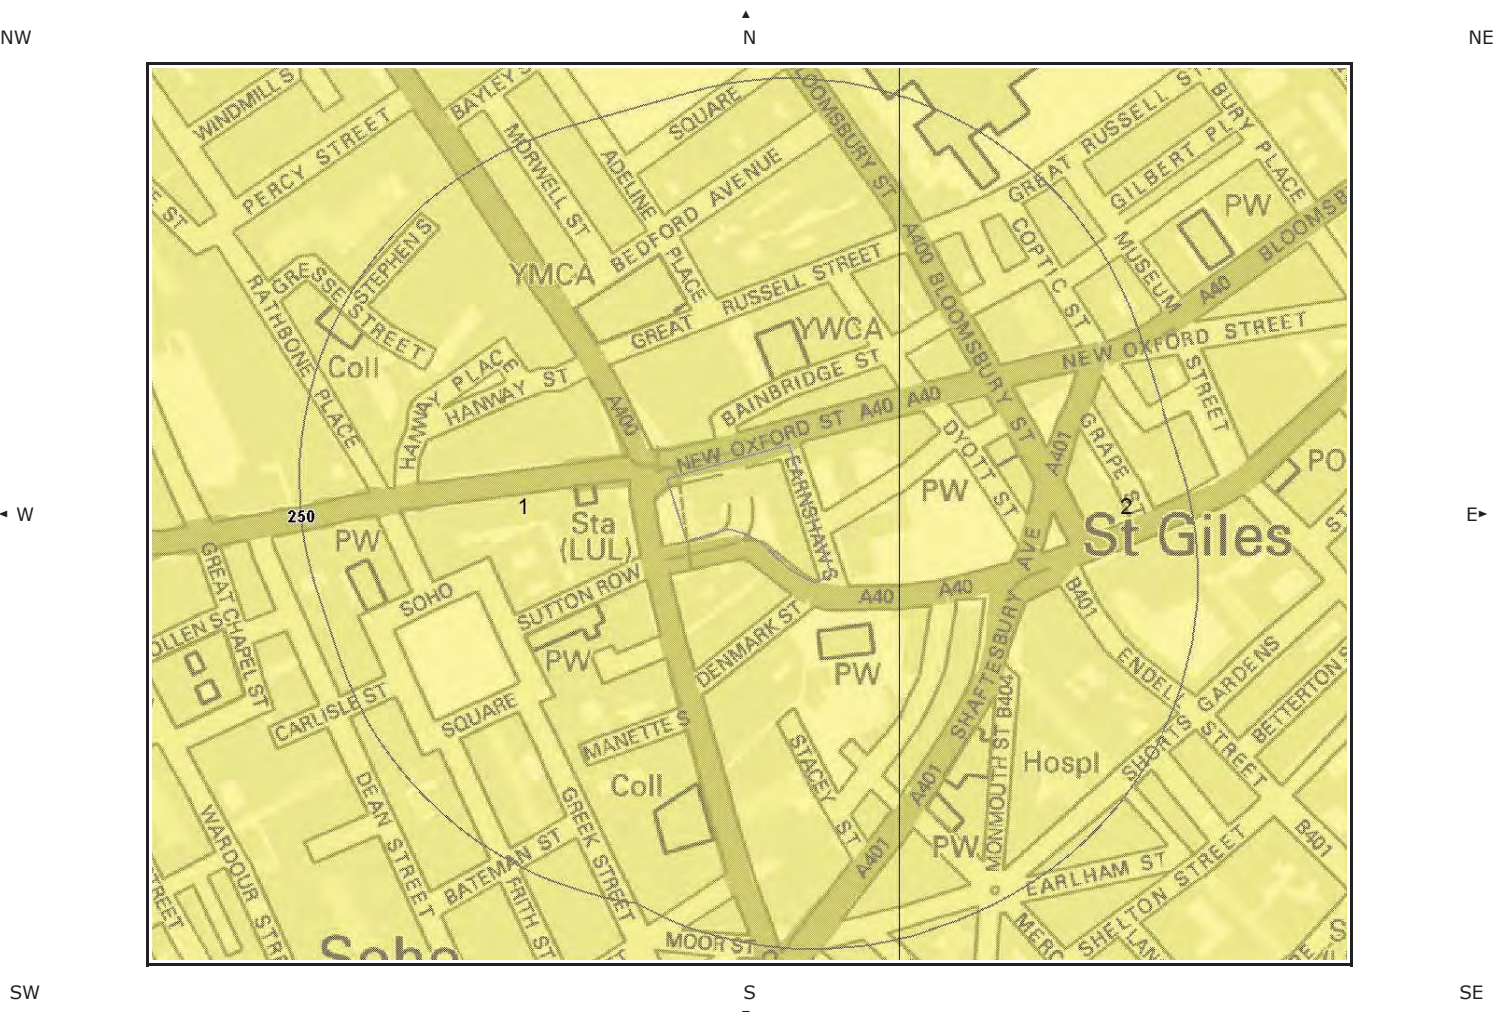 NW
N
NE
WINDMILL S
BAYLEY S
PERCY STREET
MORWELL ST
SQUARE
ADELINE
PLACE
BEDFORD AVENUE
LOOMSBURY ST
GREAT RUSSELL S
BURY PLACE
GILBERT PL
PW
E ST
GRESSE STREET
STEPHEN S
YMCA
RATHBONE PLACE
Coll
GREAT RUSSELL STREET
YWCA
A400
BLOOMSBURY ST
COPTIC ST
MUSEUM
STREET
A40
BLOOMSB
NEW OXFORD STREET
HANWAY PLACE
HANWAY ST
A400
BAINBRIDGE ST
NEW OXFORD ST
A40
A40
DYOTT ST
A401
GRAPE ST
PO
EARNSHAW S
PW
W
250
1
2
E
St Giles
ST
Sta
(LUL)
PW
GREAT CHAPEL ST
OLLEN S
SOHO
SQUARE
SUTTON ROW
PW
A40
A40
SHAFTESBURY AVE
B401
DENMARK ST
PW
ENDELL STREET
SHORTS GARDENS
BETTERTON S
CARLISLE ST
MANETTE S
Coll
STACEY ST
A401
MONMOUTH ST B404
Hospl
DEAN STREET
WARDOUR STR
GREEK STREET
BATEMAN ST
FRITH ST
A401
PW
EARLHAM ST
SHELTON STREET
B401
STREET
Soho
MOOR ST
MERC
LAN
S
SW
S
SE